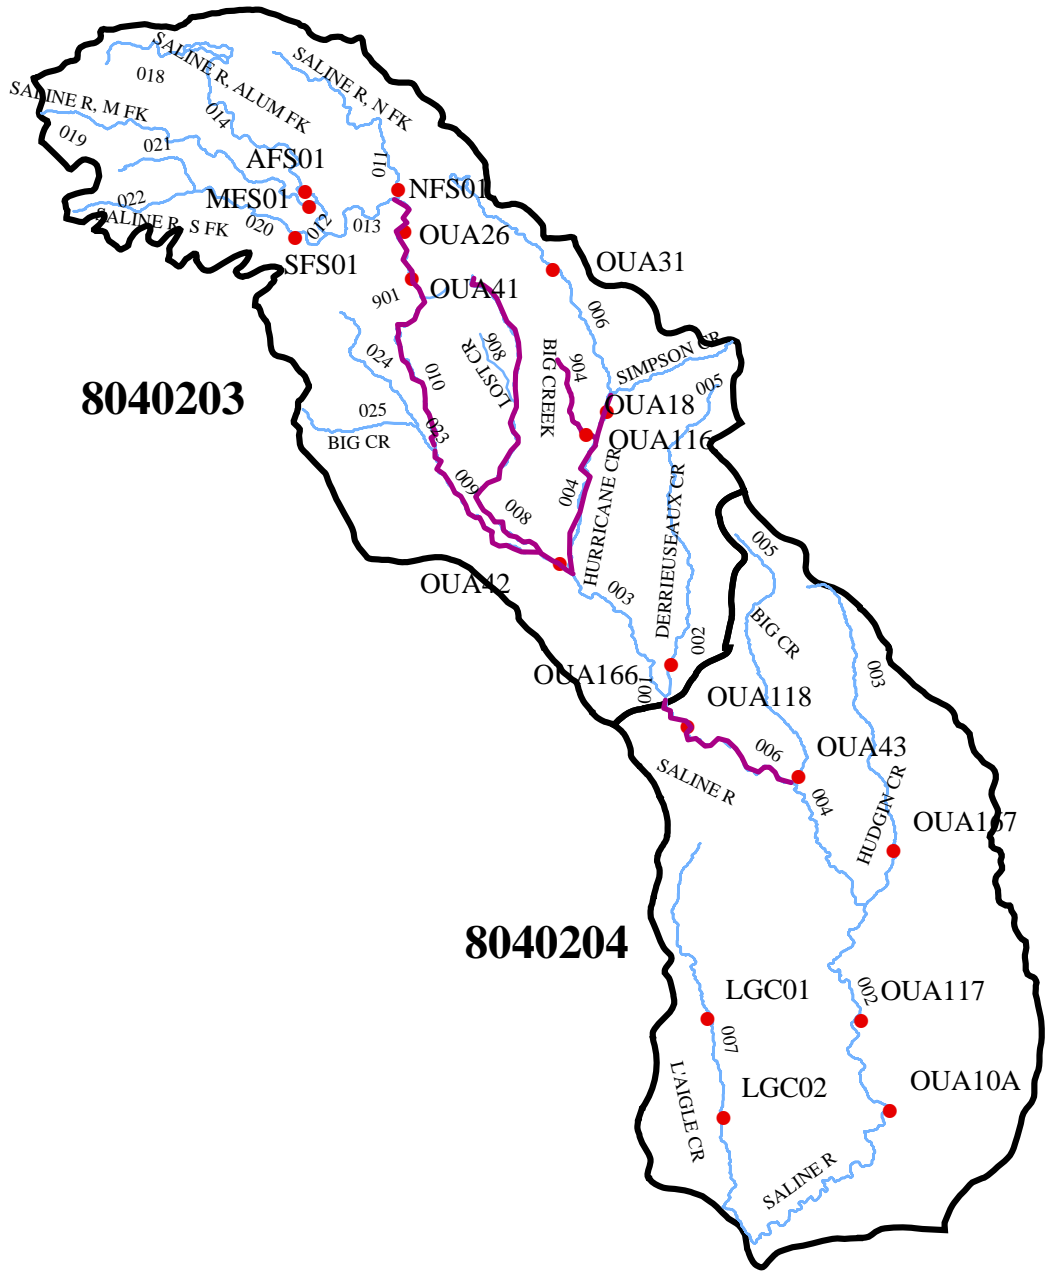 SALINE R, ALUM FK
SALINE R, N FK
018
SALINE R, M FK
014
019
021
AFS01
011
NFS01
022
MFS01
SALINE R, S FK
020
012
013
OUA26
SFS01
OUA31
OUA41
901
006
024
010
LOST CR
908
BIG CREEK
904
SIMPSON CR
005
8040203
025
BIG CR
023
OUA18
OUA116
009
008
004
HURRICANE CR
DERRIEUSEAUX CR
005
OUA42
003
BIG CR
002
OUA166
001
003
OUA118
SALINE R
006
OUA43
004
HUDGIN CR
OUA167
8040204
LGC01
002
OUA117
007
L'AIGLE CR
LGC02
OUA10A
SALINE R